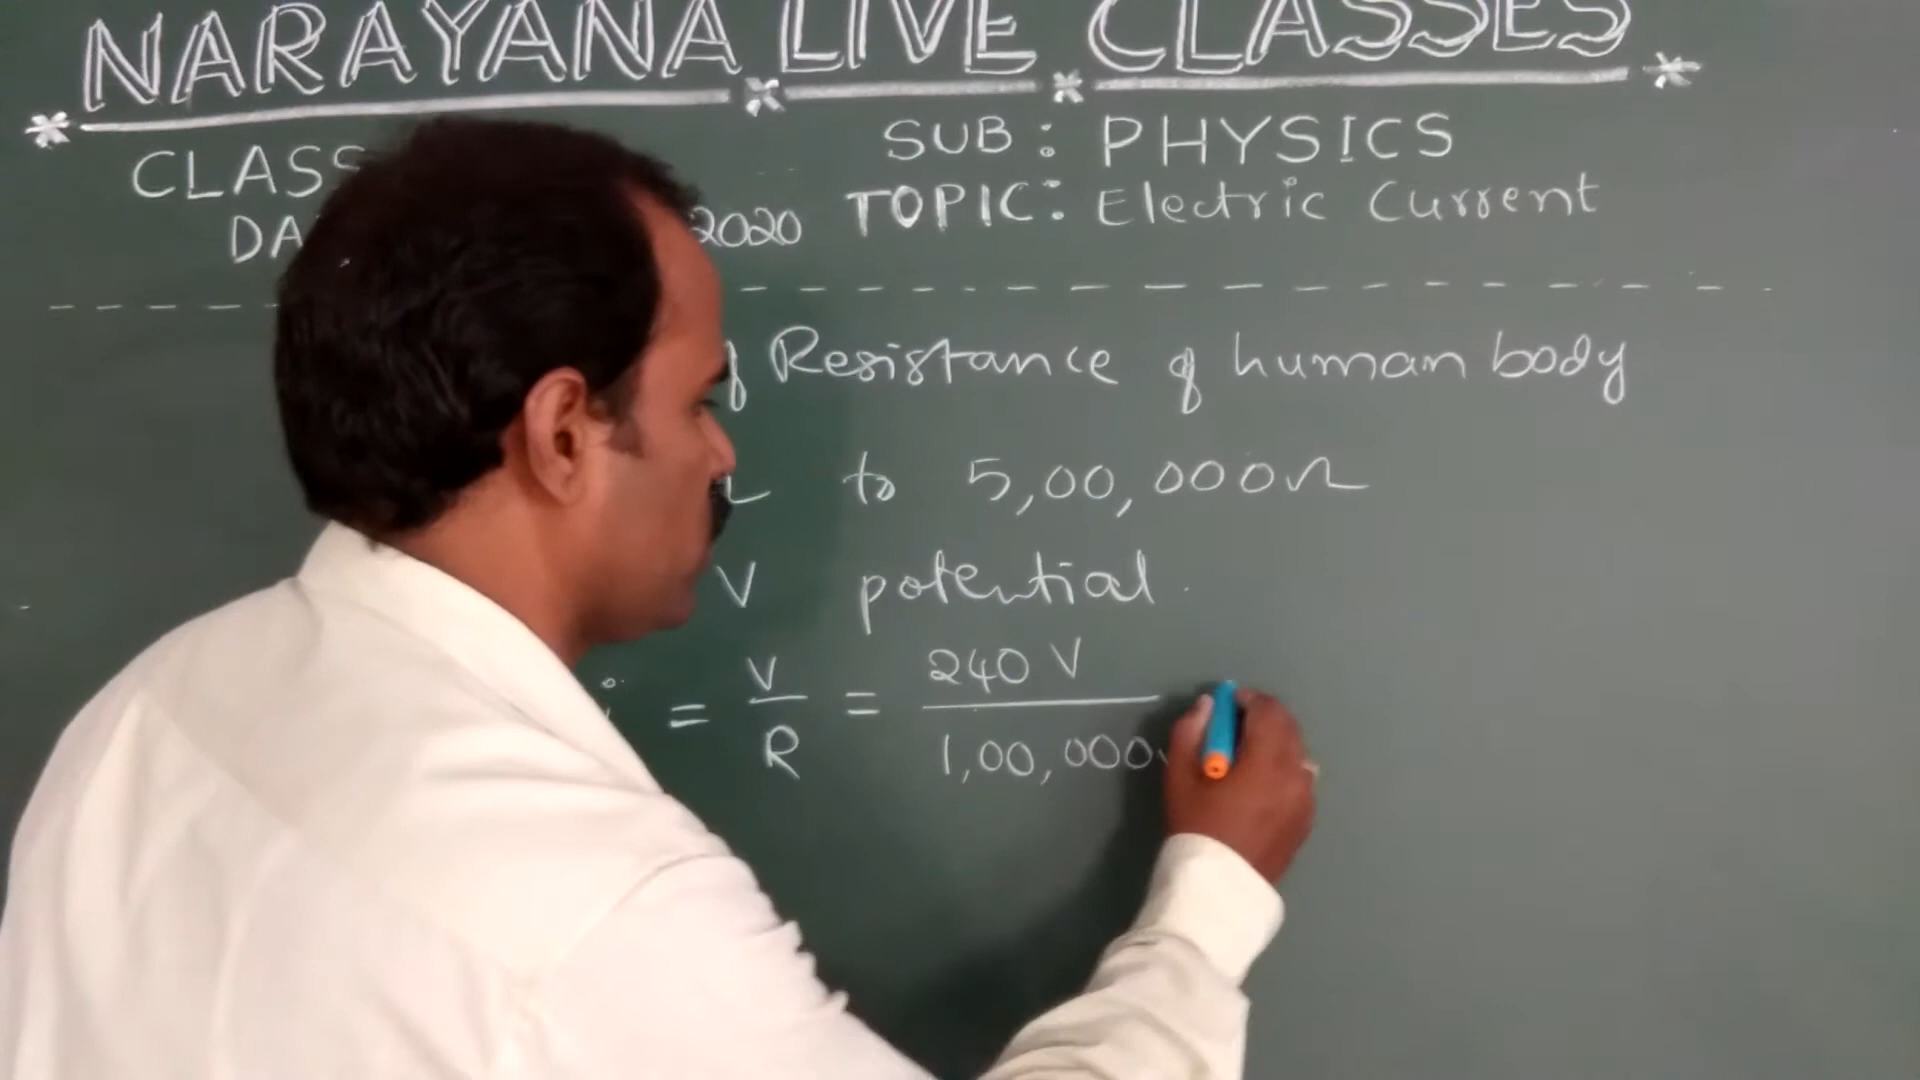 NARAYANA LIVE CLASSES
CLASS
SUB: PHYSICS
2020
TOPIC: Electric Current
of Resistance of human body
to 5,00,000Ω
V potential.
i = V/R = 240 V/1,00,000